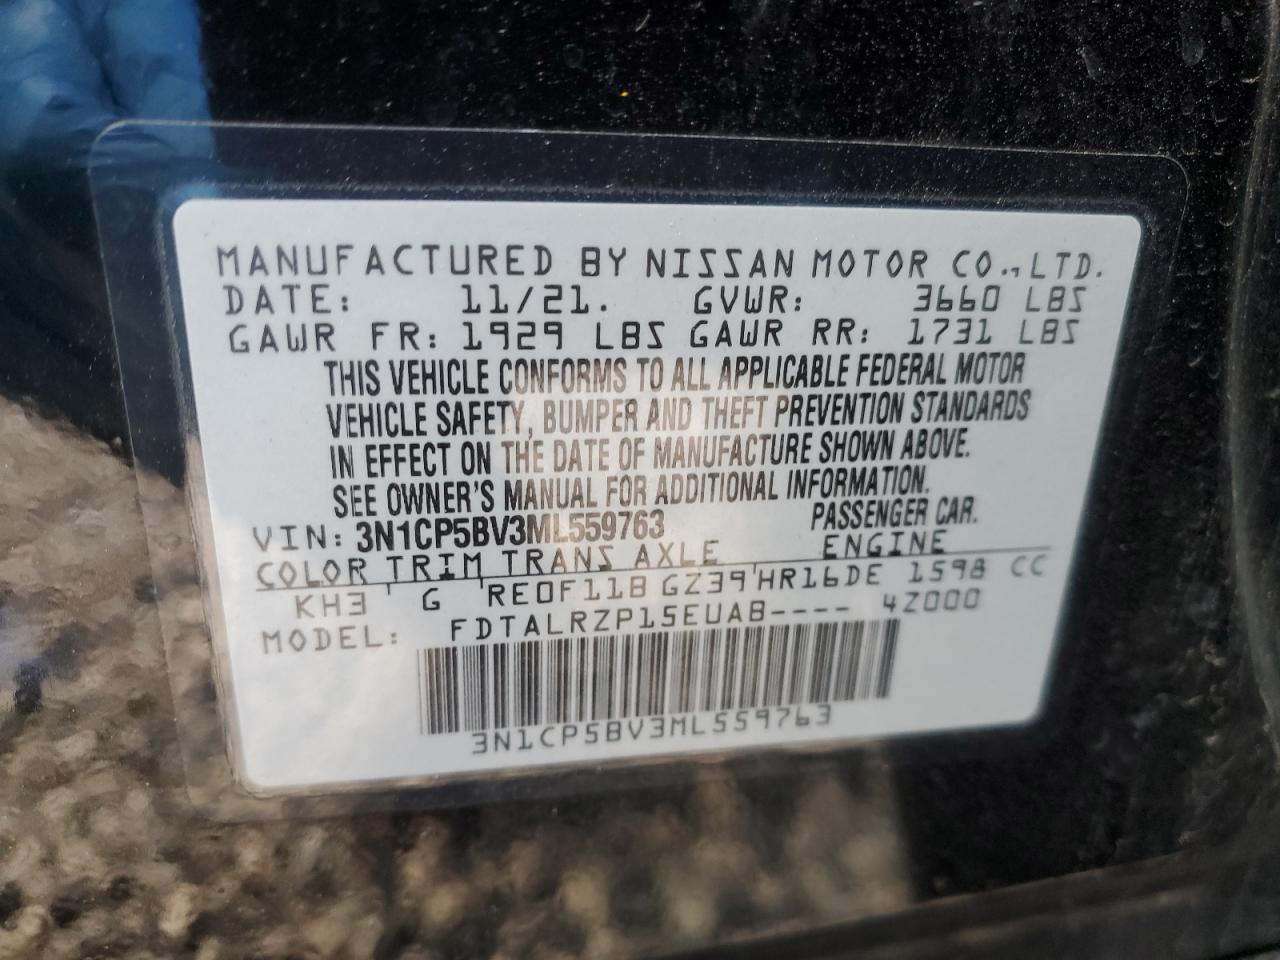 MANUFACTURED BY NISSAN MOTOR CO.,LTD.
DATE: 11/21. GVWR: 3660 LBS
GAWR FR: 1929 LBS GAWR RR: 1731 LBS
THIS VEHICLE CONFORMS TO ALL APPLICABLE FEDERAL MOTOR
VEHICLE SAFETY, BUMPER AND THEFT PREVENTION STANDARDS
IN EFFECT ON THE DATE OF MANUFACTURE SHOWN ABOVE.
SEE OWNER'S MANUAL FOR ADDITIONAL INFORMATION.
VIN: 3N1CP5BV3ML559763 PASSENGER CAR.
COLOR TRIM TRANS AXLE ENGINE
KH3 G RE0F11B GZ39 HR16DE 1598 CC
MODEL: FDTALRZP15EUAB---- 4Z000
3N1CP5BV3ML559763